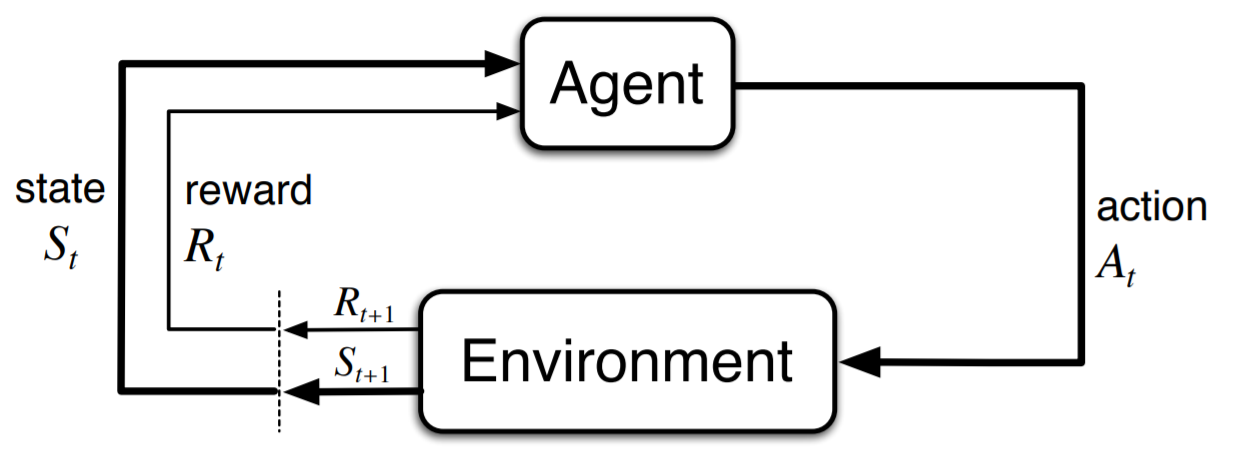 Agent
state
S_t
reward
R_t
action
A_t
R_{t+1}
S_{t+1}
Environment